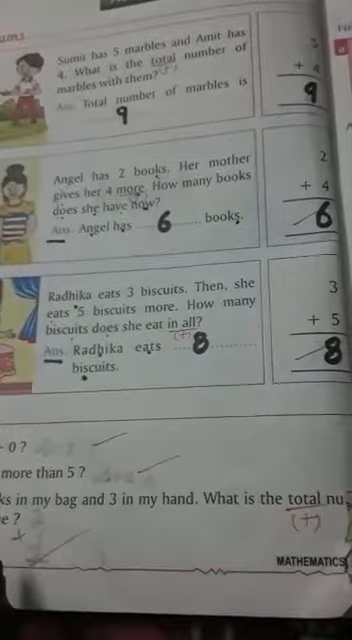 Sumit has 5 marbles and Amit has
4. What is the total number of
marbles with them?
Ans. Total number of marbles is
9
5
+ 4
9
Angel has 2 books. Her mother
gives her 4 more. How many books
does she have now?
Ans. Angel has 6 books.
2
+ 4
6
Radhika eats 3 biscuits. Then, she
eats 5 biscuits more. How many
biscuits does she eat in all?
(+)
Ans. Radhika eats 8
biscuits.
3
+ 5
8
0 ?
more than 5 ?
ks in my bag and 3 in my hand. What is the total nu
e ?
(+)
+
MATHEMATICS